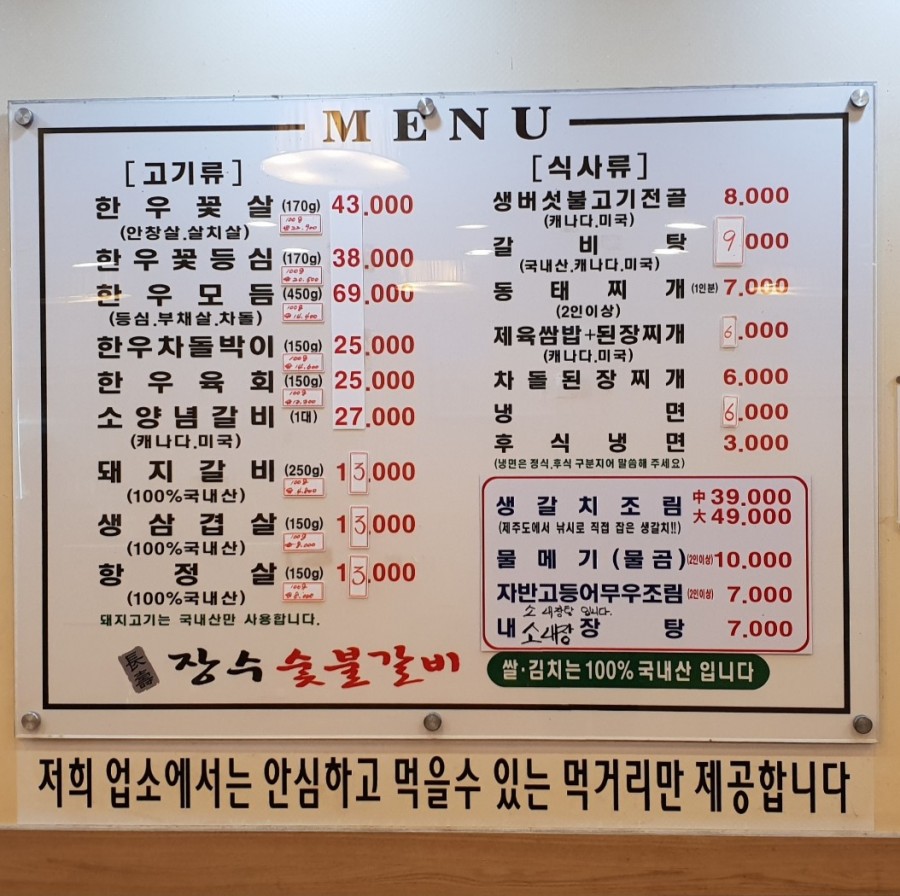 MENU
[고기류]
한우꽃살 (170g) 43.000
(안창살.살치살) 100g
한우꽃등심 (170g) 38.000
100g
한우모듬 (450g) 69.000
(등심.부채살.차돌) 100g
한우차돌박이 (150g) 25.000
100g
한우육회 (150g) 25.000
100g
소양념갈비 (1대) 27.000
(캐나다.미국)
돼지갈비 (250g) 13.000
(100%국내산) 100g
생삼겹살 (150g) 13.000
(100%국내산) 100g
항정살 (150g) 13.000
(100%국내산) 100g
돼지고기는 국내산만 사용합니다.
長壽 장수 숯불갈비
[식사류]
생버섯불고기전골 8.000
(캐나다.미국)
갈비탕 9.000
(국내산.캐나다.미국)
동태찌개 (1인분) 7.000
(2인이상)
제육쌈밥+된장찌개 6.000
(캐나다.미국)
차돌된장찌개 6.000
냉면 6.000
후식냉면 3.000
(냉면은 정식.후식 구분지어 말씀해 주세요)
생갈치조림 中 39.000
大 49.000
(제주도에서 낚시로 직접 잡은 생갈치!!)
물메기(물곰) (2인이상) 10.000
자반고등어무우조림 (2인이상) 7.000
소 내장탕 입니다.
내 소내장 장탕 7.000
쌀·김치는 100% 국내산 입니다
저희 업소에서는 안심하고 먹을수 있는 먹거리만 제공합니다